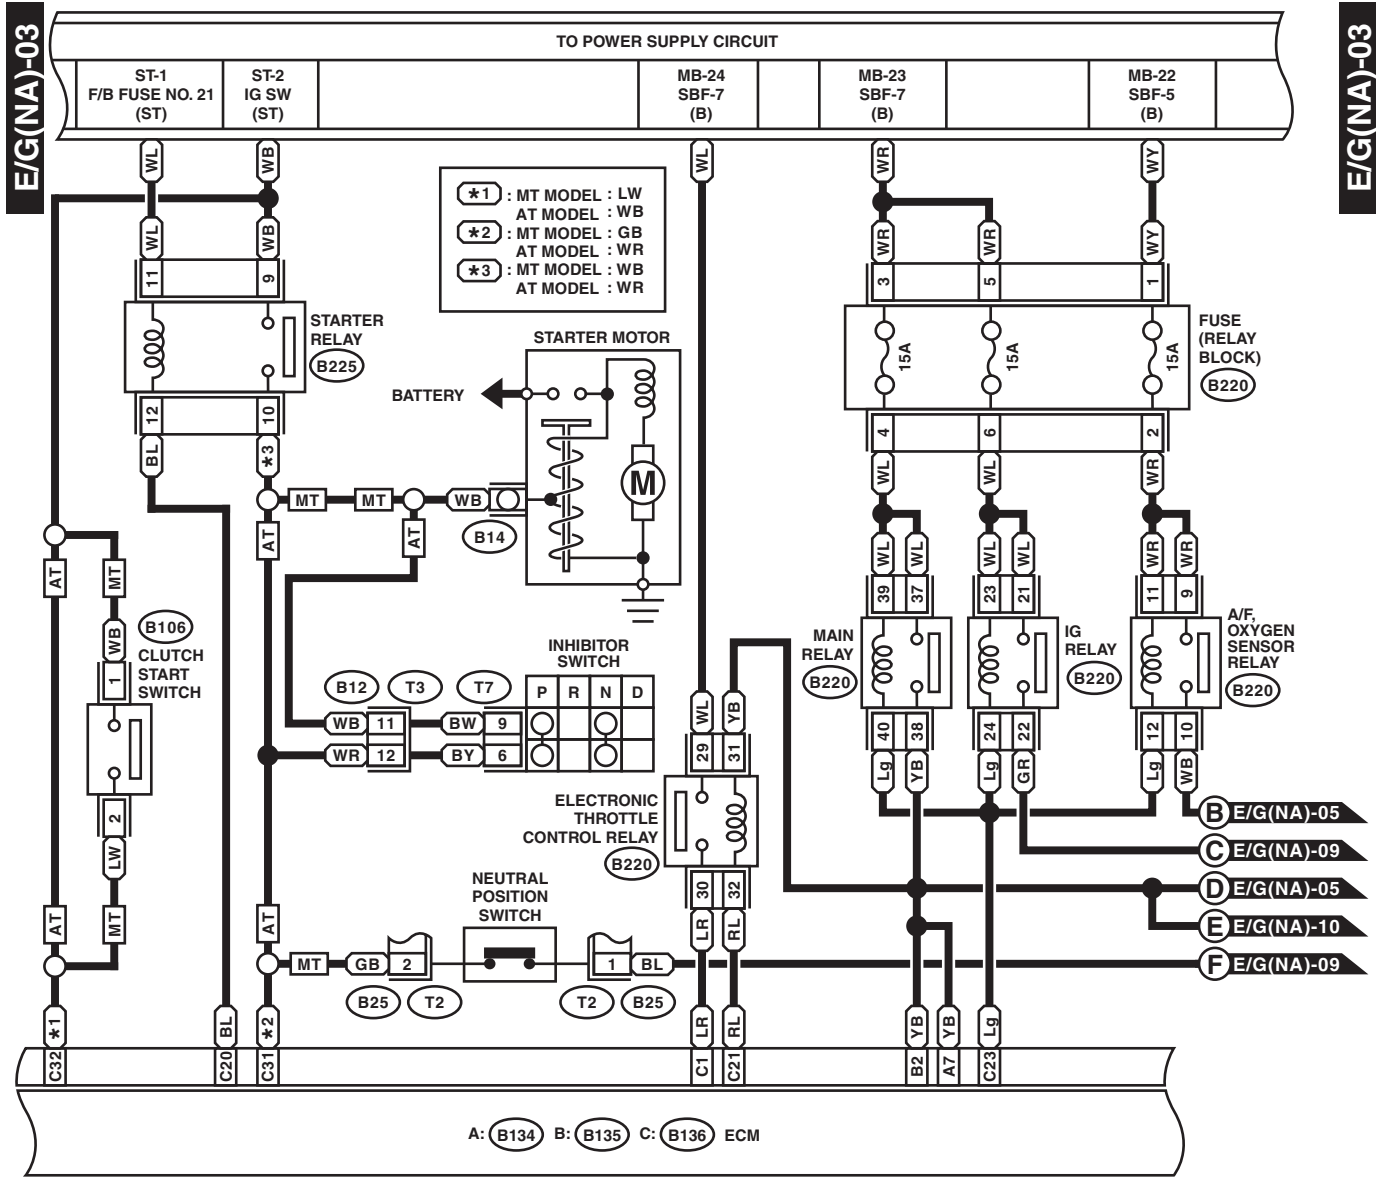 E/G(NA)-03
E/G(NA)-03
TO POWER SUPPLY CIRCUIT
ST-1
F/B FUSE NO. 21
(ST)
ST-2
IG SW
(ST)
MB-24
SBF-7
(B)
MB-23
SBF-7
(B)
MB-22
SBF-5
(B)
WL
WB
WL
WR
WY
*1 : MT MODEL : LW
AT MODEL : WB
*2 : MT MODEL : GB
AT MODEL : WR
*3 : MT MODEL : WB
AT MODEL : WR
WL
WB
WR
WR
WY
11
9
3
5
1
STARTER
RELAY
B225
STARTER MOTOR
BATTERY
M
15A
15A
15A
FUSE
(RELAY
BLOCK)
B220
12
10
4
6
2
BL
*3
WL
WL
WR
MT
MT
WB
B14
AT
AT
WL
WL
WL
WL
WR
WR
39
37
23
21
11
9
AT
MT
WB
1
B106
CLUTCH
START
SWITCH
MAIN
RELAY
B220
IG
RELAY
B220
A/F,
OXYGEN
SENSOR
RELAY
B220
INHIBITOR
SWITCH
B12
T3
T7
P R N D
WB 11 BW 9
WR 12 BY 6
WL
YB
29
31
40
38
24
22
12
10
Lg
YB
Lg
GR
Lg
WB
2
LW
ELECTRONIC
THROTTLE
CONTROL RELAY
B220
B E/G(NA)-05
C E/G(NA)-09
D E/G(NA)-05
E E/G(NA)-10
F E/G(NA)-09
30
32
LR
RL
NEUTRAL
POSITION
SWITCH
AT
MT
AT
MT GB 2
1 BL
B25
T2
T2
B25
*1
BL
*2
LR
RL
YB
YB
Lg
C32
C20
C31
C1
C21
B2
A7
C23
A: B134 B: B135 C: B136 ECM